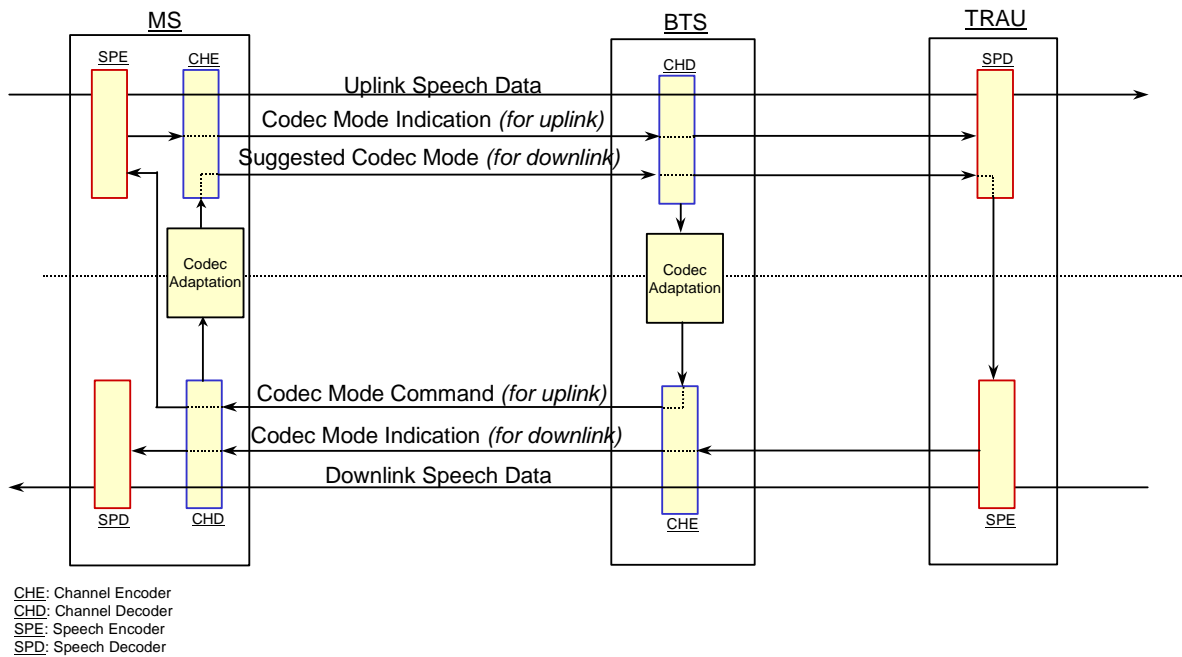 MS
BTS
TRAU
SPE
CHE
CHD
SPD
Uplink Speech Data
Codec Mode Indication (for uplink)
Suggested Codec Mode (for downlink)
Codec
Adaptation
Codec
Adaptation
Codec Mode Command (for uplink)
Codec Mode Indication (for downlink)
Downlink Speech Data
SPD
CHD
CHE
SPE
CHE: Channel Encoder
CHD: Channel Decoder
SPE: Speech Encoder
SPD: Speech Decoder